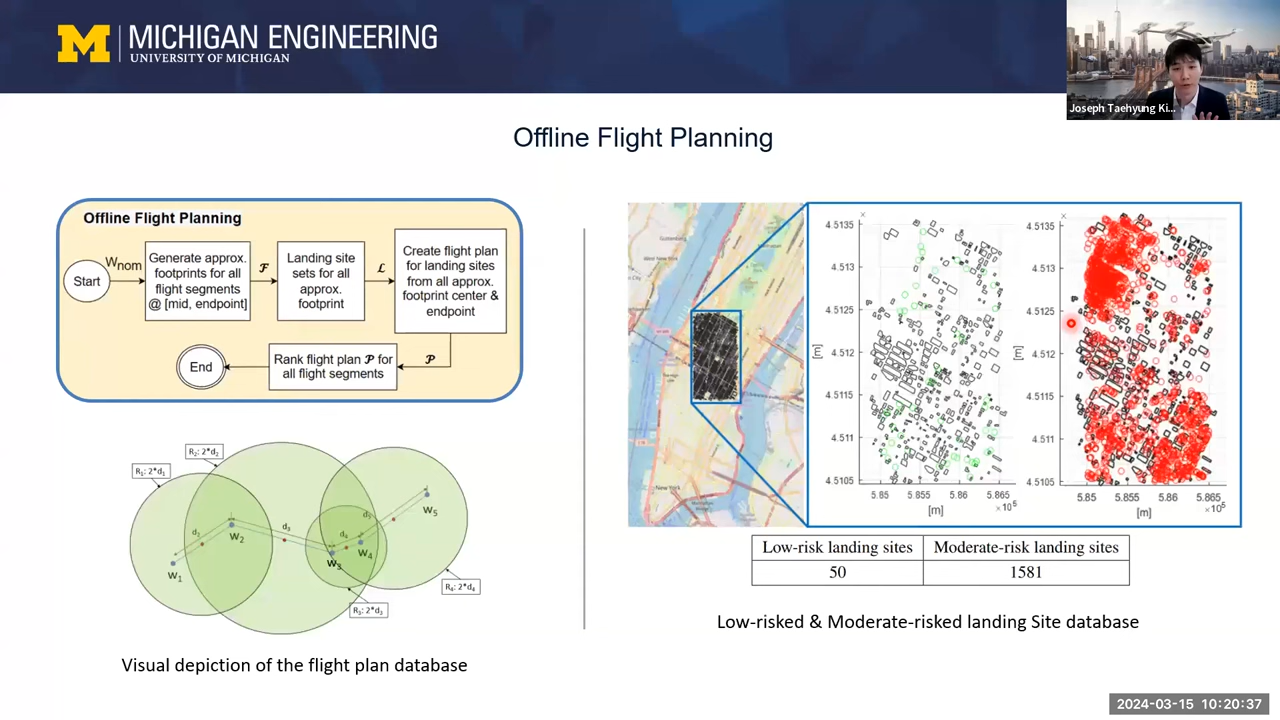 MICHIGAN ENGINEERING
UNIVERSITY OF MICHIGAN
Joseph Taehyung Ki...
Offline Flight Planning
Offline Flight Planning
Start
Wnom
Generate approx.
footprints for all
flight segments
@ [mid, endpoint]
ℱ
Landing site
sets for all
approx.
footprint
ℒ
Create flight plan
for landing sites
from all approx.
footprint center &
endpoint
𝒫
Rank flight plan 𝒫 for
all flight segments
End
R₁: 2*d₁
R₂: 2*d₂
d₃
W₁
W₂
W₃
W₄
W₅
R₃: 2*d₃
R₄: 2*d₄
Visual depiction of the flight plan database
New York
×
4.5135
4.513
4.5125
4.512
4.5115
4.511
4.5105
[m]
5.85 5.855 5.86 5.865
×10⁵
[m]
×
4.5135
4.513
4.5125
4.512
4.5115
4.511
4.5105
[m]
5.85 5.855 5.86 5.865
×10⁵
[m]
Low-risk landing sites Moderate-risk landing sites
50 1581
Low-risked & Moderate-risked landing Site database
2024-03-15 10:20:37